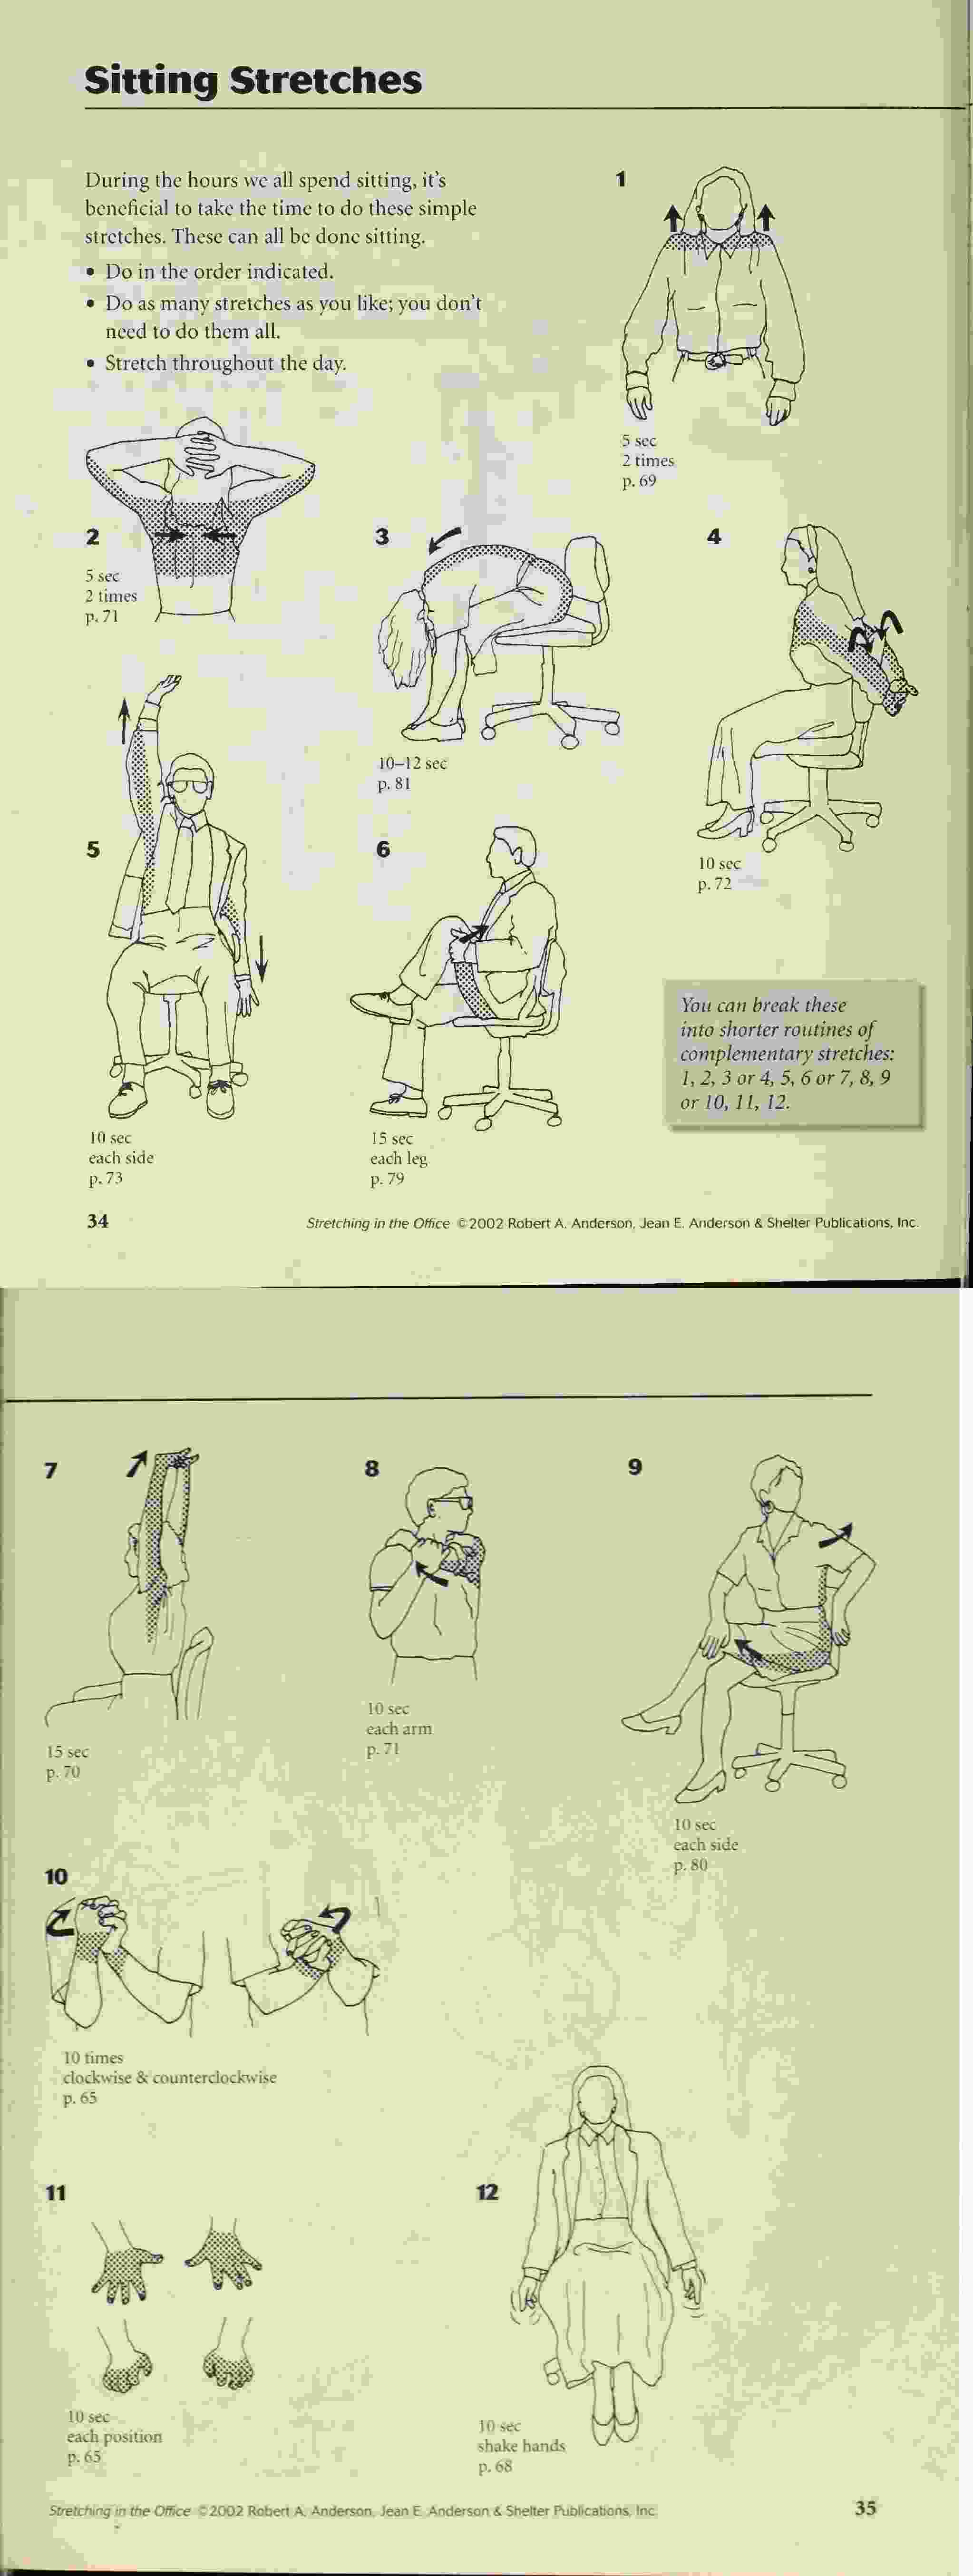 Sitting Stretches
During the hours we all spend sitting, it's
beneficial to take the time to do these simple
stretches. These can all be done sitting.
• Do in the order indicated.
• Do as many stretches as you like; you don't
need to do them all.
• Stretch throughout the day.
1
5 sec
2 times
p. 69
2
5 sec
2 times
p. 71
3
10–12 sec
p. 81
4
10 sec
p. 72
5
10 sec
each side
p. 73
6
15 sec
each leg
p. 79
You can break these
into shorter routines of
complementary stretches:
1, 2, 3 or 4, 5, 6 or 7, 8, 9
or 10, 11, 12.
34
Stretching in the Office ©2002 Robert A. Anderson, Jean E. Anderson & Shelter Publications, Inc.
7
15 sec
p. 70
8
10 sec
each arm
p. 71
9
10 sec
each side
p. 80
10
10 times
clockwise & counterclockwise
p. 65
11
10 sec
each position
p. 65
12
10 sec
shake hands
p. 68
Stretching in the Office ©2002 Robert A. Anderson, Jean E. Anderson & Shelter Publications, Inc.
35